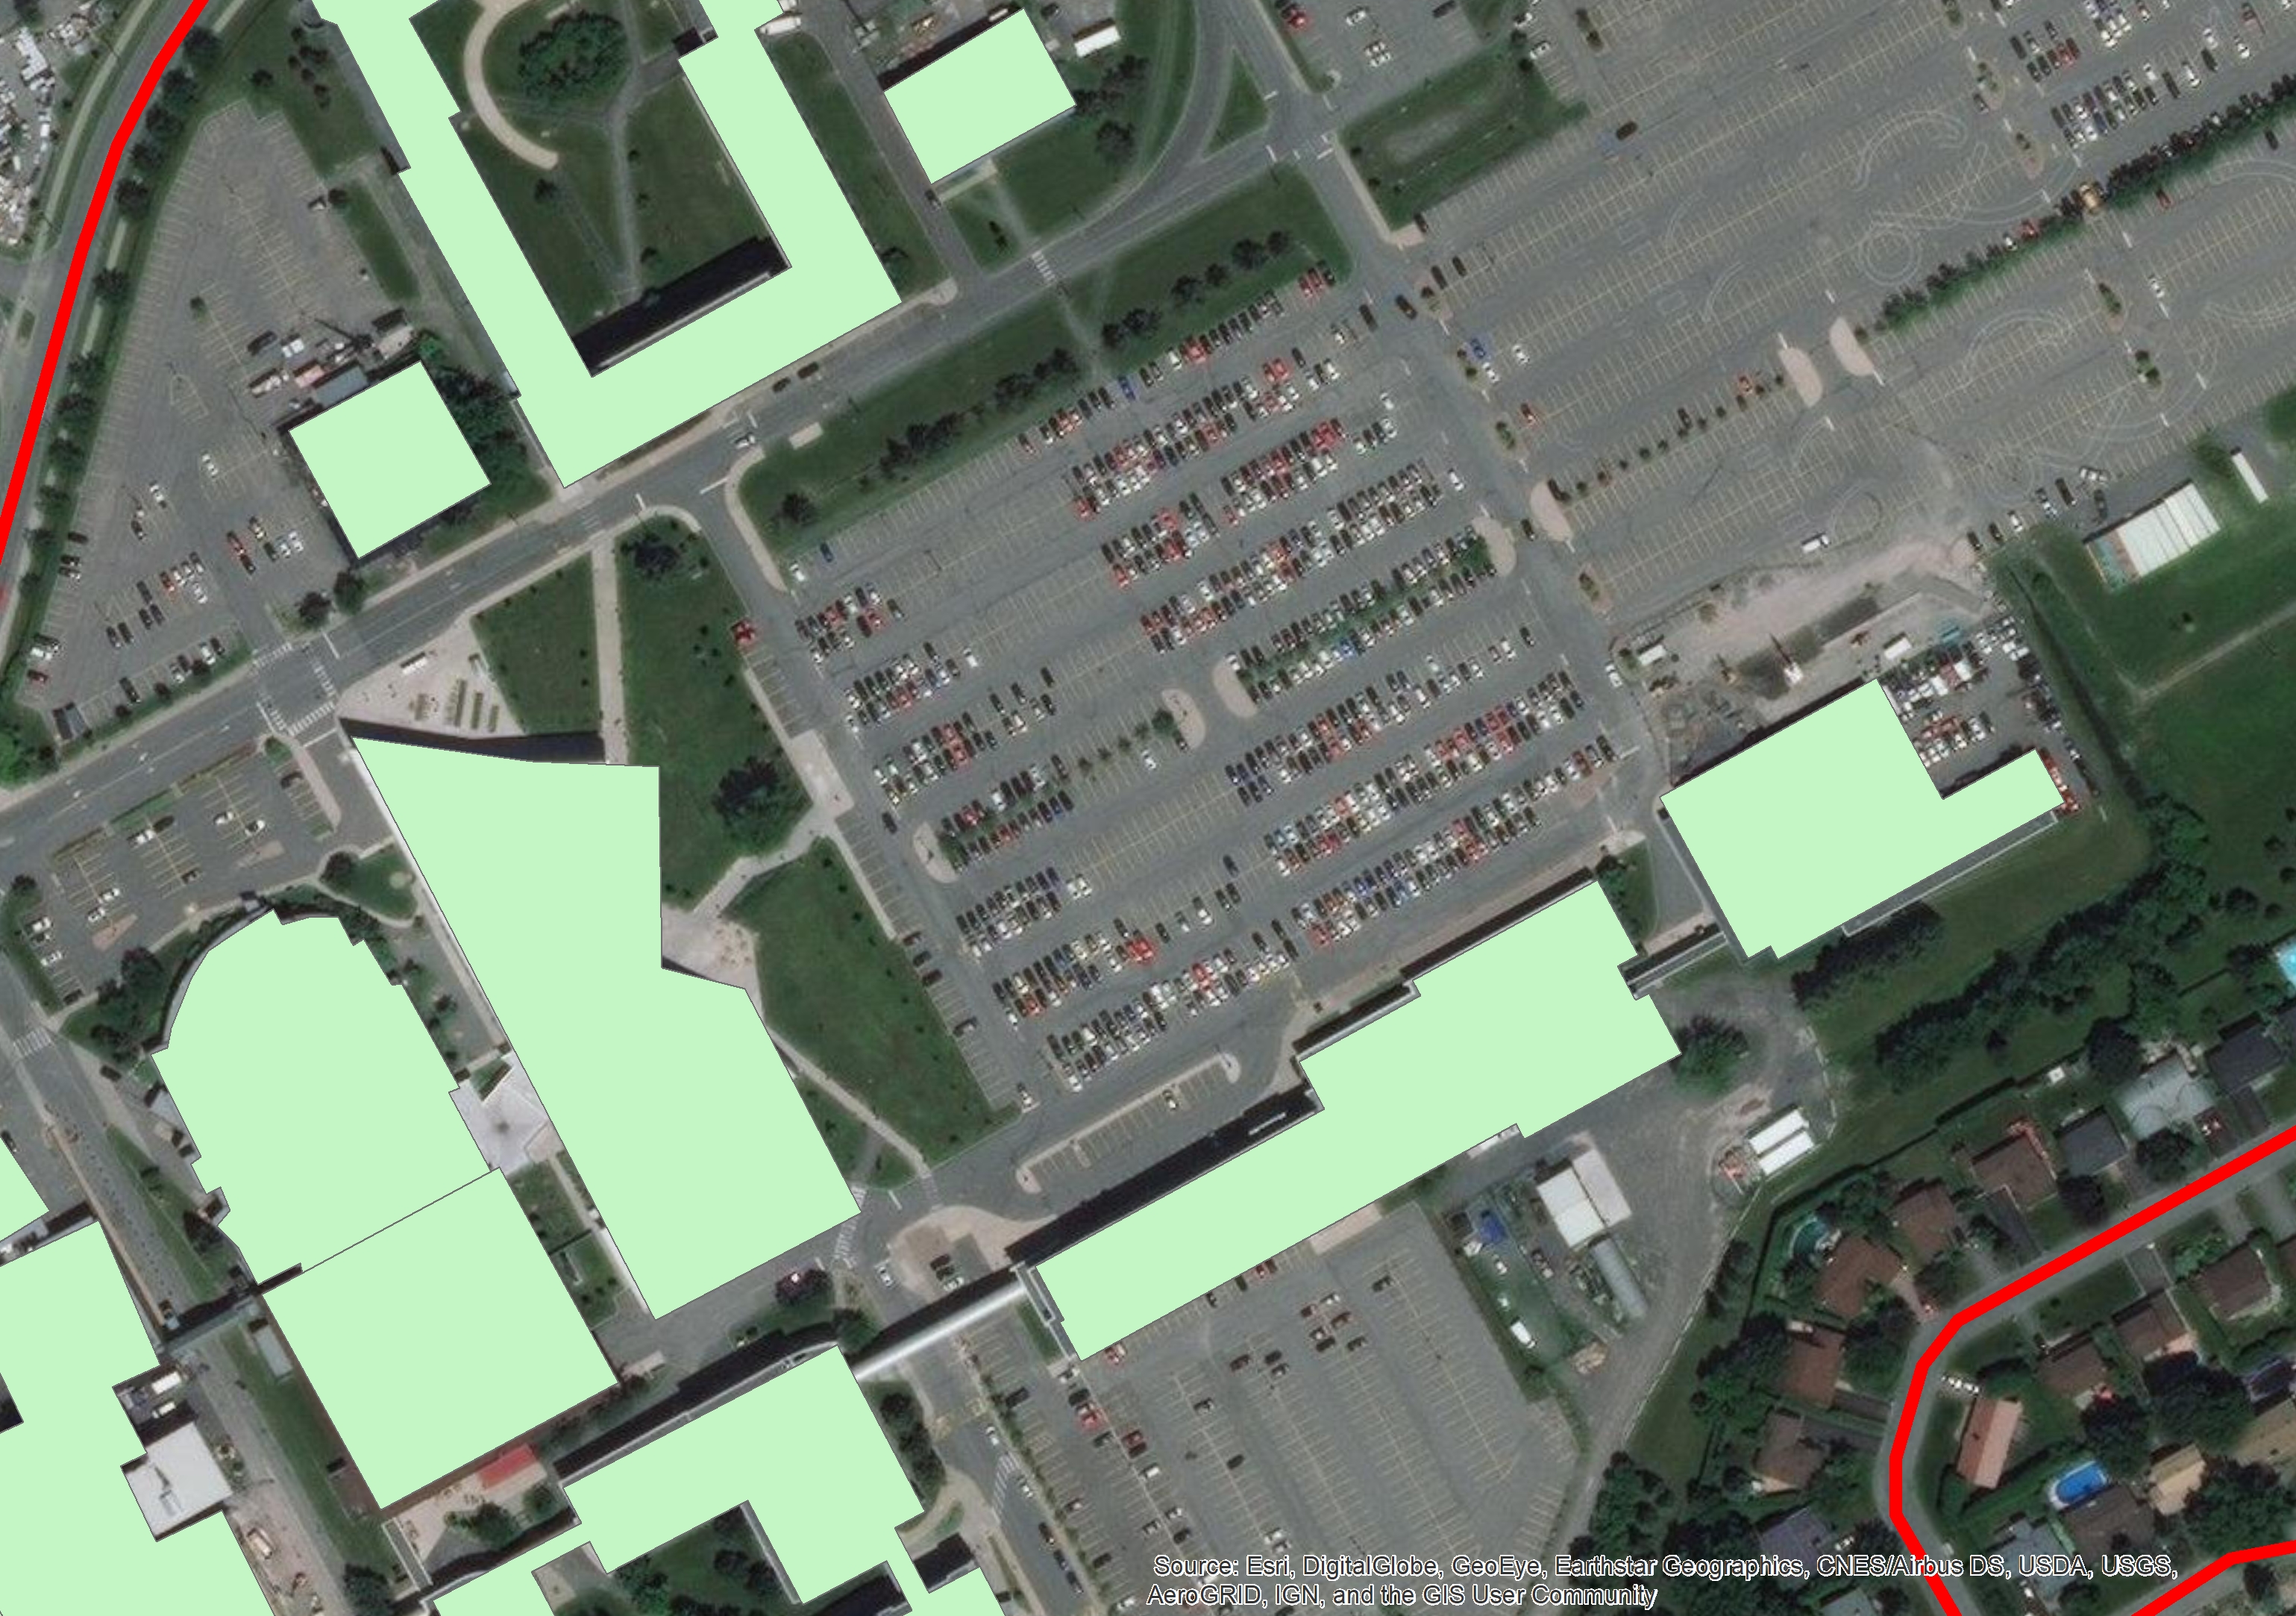 Source: Esri, DigitalGlobe, GeoEye, Earthstar Geographics, CNES/Airbus DS, USDA, USGS,
AeroGRID, IGN, and the GIS User Community